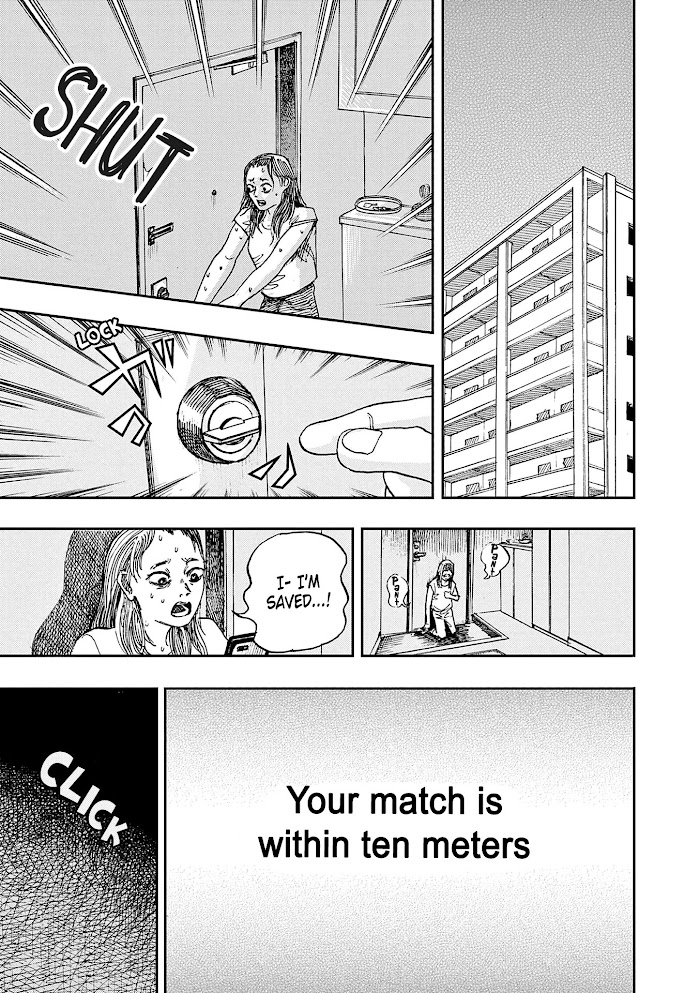 SHUT
LOCK
Pant
Pant
I- I'M
SAVED...!
Your match is
within ten meters
CLICK